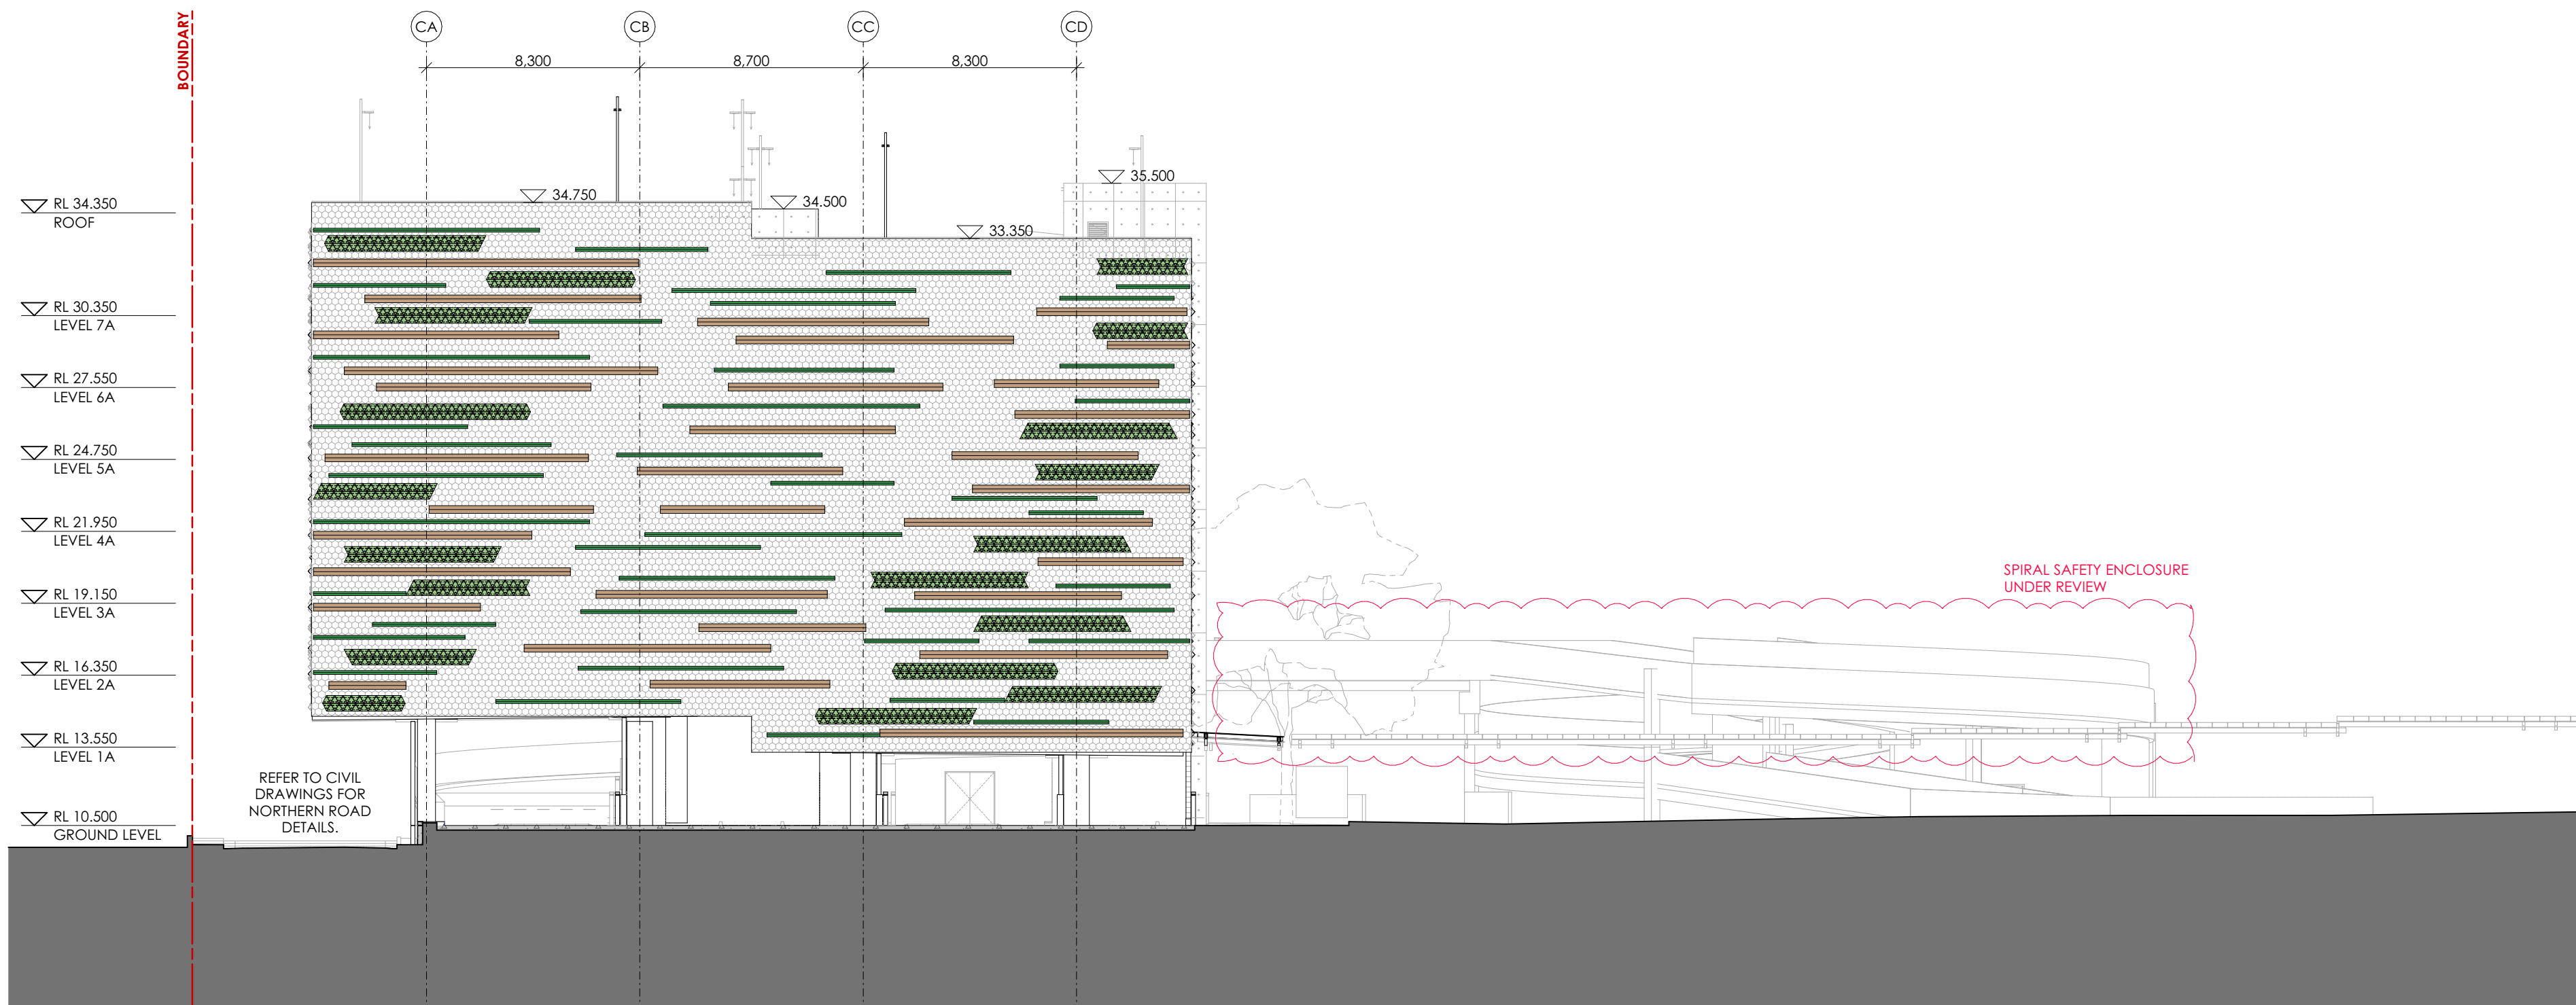 BOUNDARY
CA
CB
CC
CD
8,300
8,700
8,300
35.500
34.750
34.500
33.350
RL 34.350
ROOF
RL 30.350
LEVEL 7A
RL 27.550
LEVEL 6A
RL 24.750
LEVEL 5A
RL 21.950
LEVEL 4A
RL 19.150
LEVEL 3A
RL 16.350
LEVEL 2A
RL 13.550
LEVEL 1A
RL 10.500
GROUND LEVEL
REFER TO CIVIL
DRAWINGS FOR
NORTHERN ROAD
DETAILS.
SPIRAL SAFETY ENCLOSURE
UNDER REVIEW